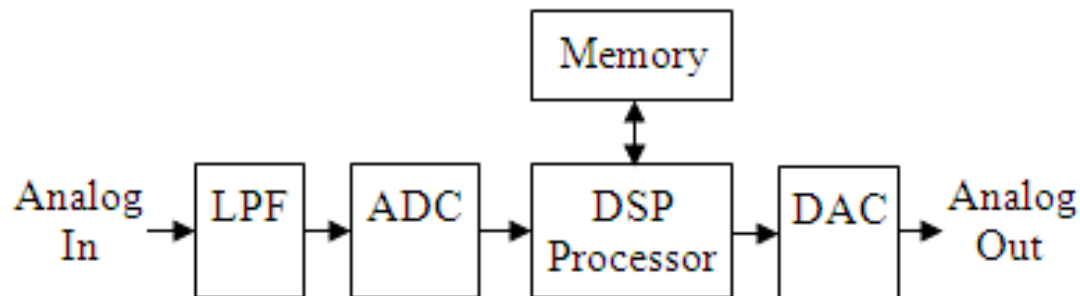 Memory
Analog
In
LPF
ADC
DSP
Processor
DAC
Analog
Out